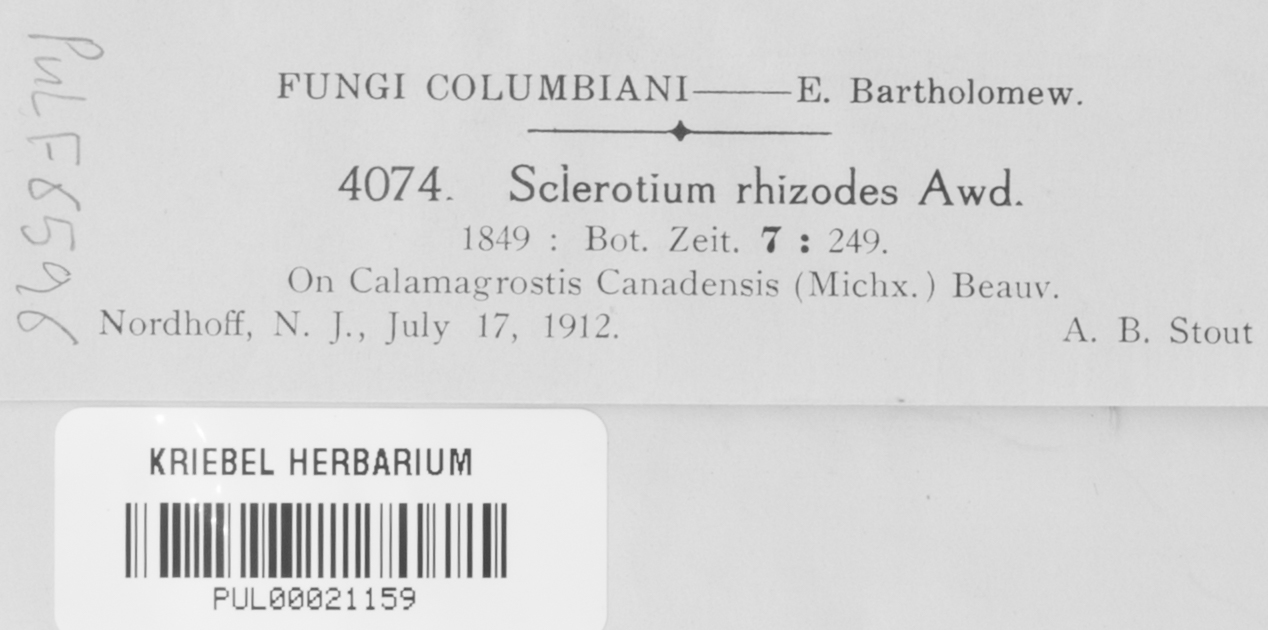 PUL F8596
FUNGI COLUMBIANI——E. Bartholomew.
4074. Sclerotium rhizodes Awd.
1849 : Bot. Zeit. 7 : 249.
On Calamagrostis Canadensis (Michx.) Beauv.
Nordhoff, N. J., July 17, 1912. A. B. Stout
KRIEBEL HERBARIUM
PUL00021159